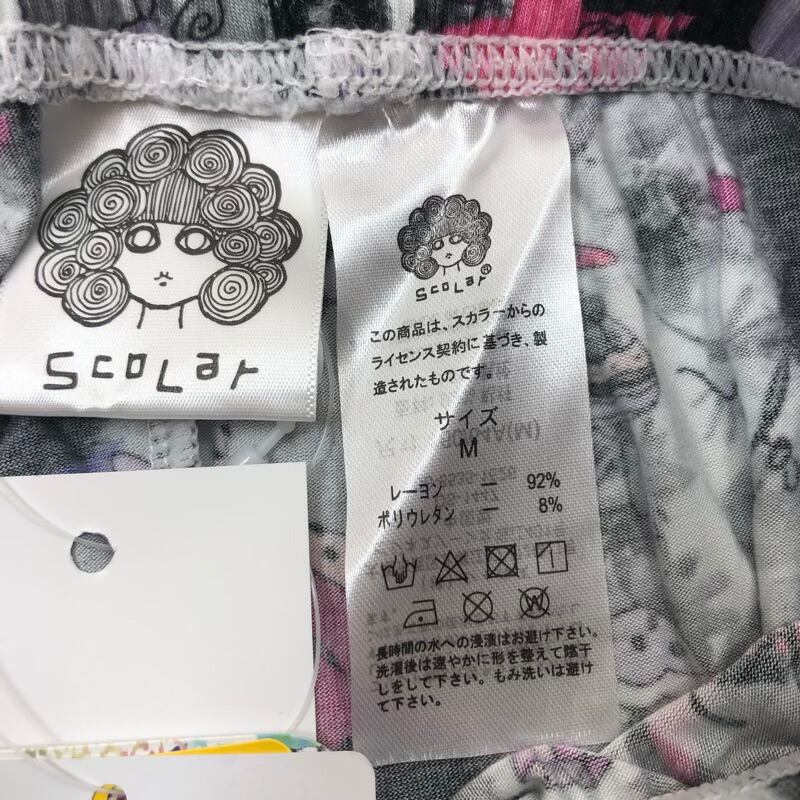 ScoLar
ScoLar®
この商品は、スカラーからの
ライセンス契約に基づき、製
造されたものです。
サイズ
M
レーヨン ー 92%
ポリウレタン ー 8%
W
長時間の水への浸漬はお避け下さい。
洗濯後は速やかに形を整えて陰干
しをして下さい。もみ洗いは避け
て下さい。